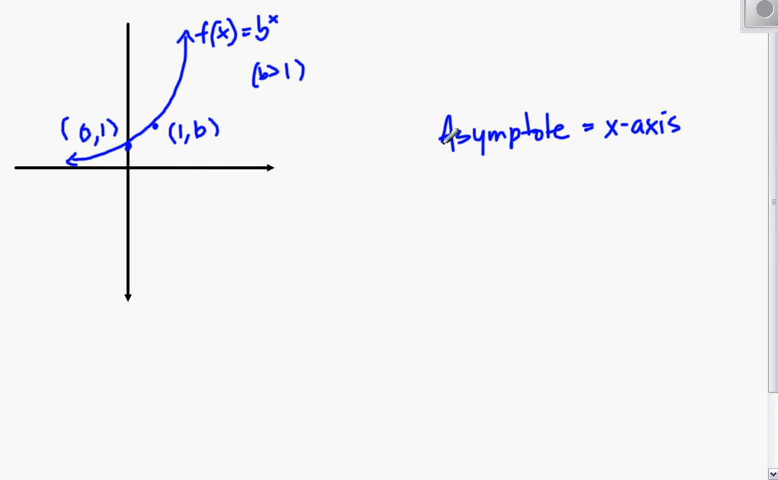 f(x) = b^x
(b>1)
(0,1)
(1,b)
Asymptote = x-axis